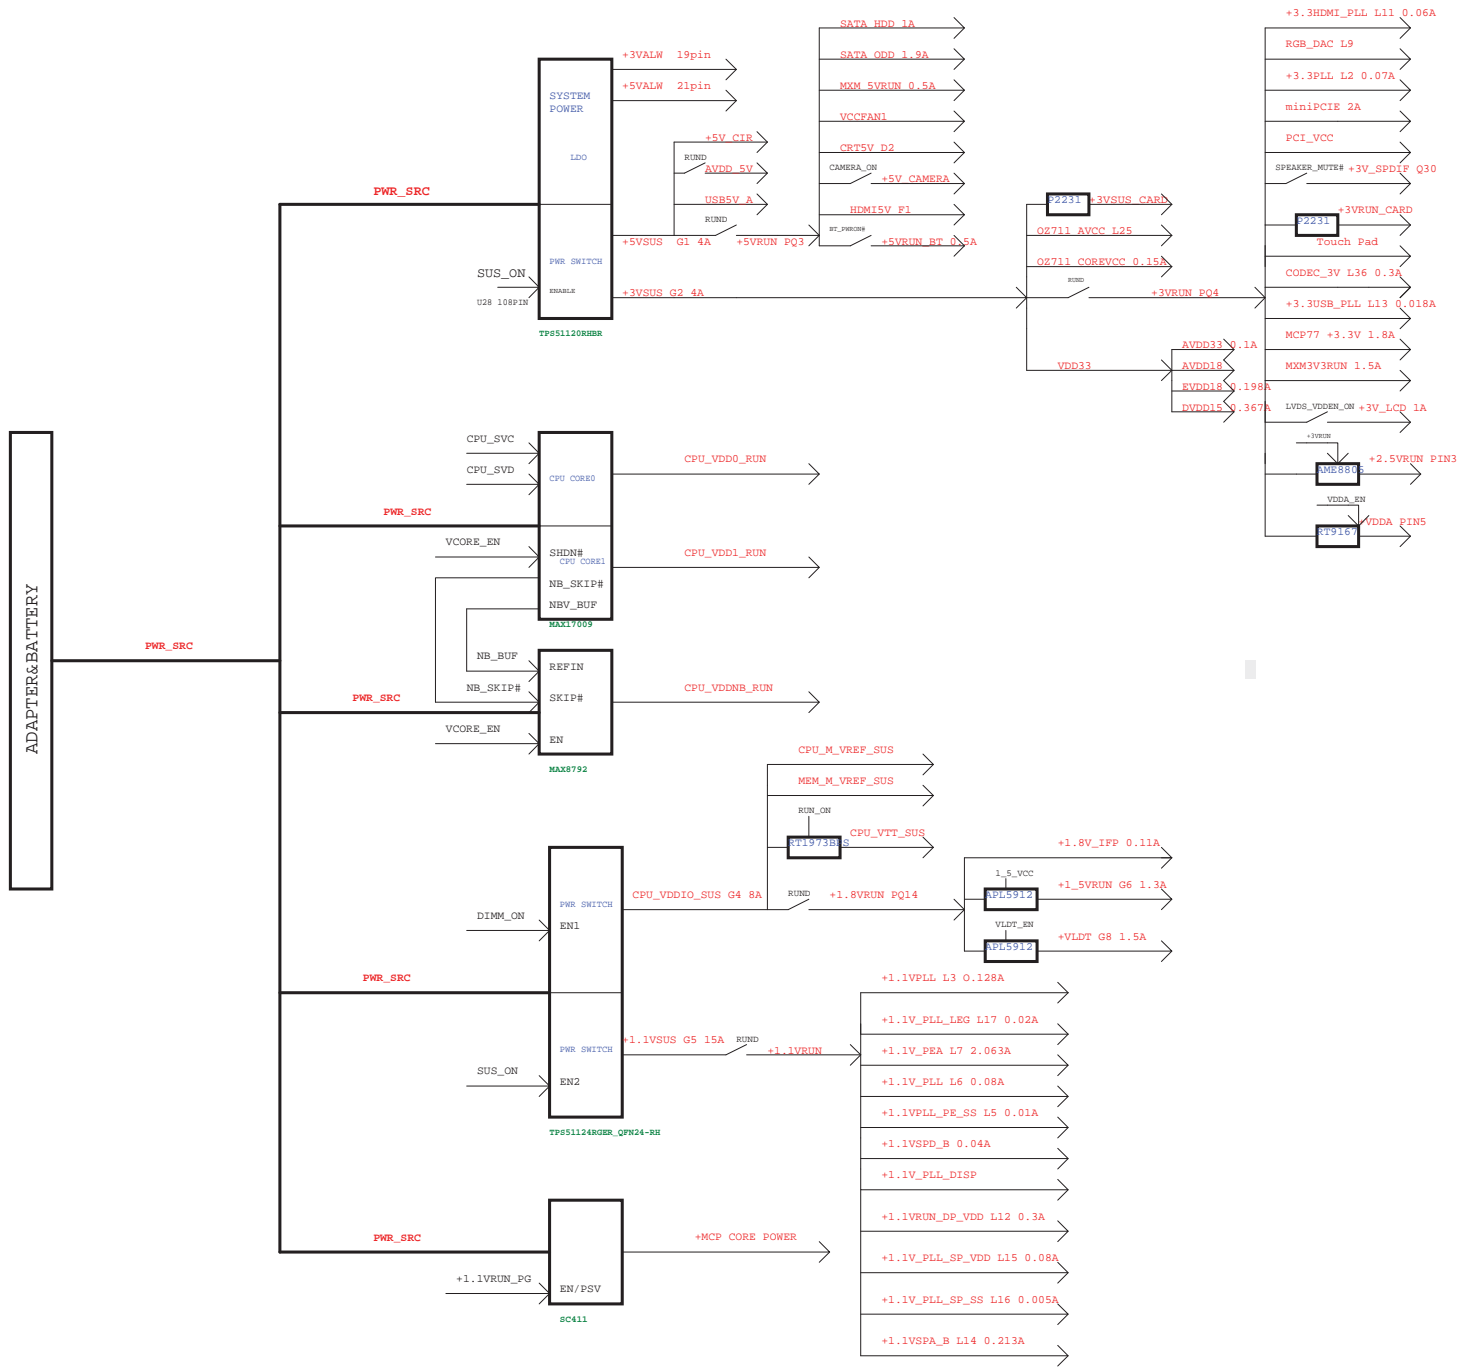 ADAPTER&BATTERY
PWR_SRC
PWR_SRC
SYSTEM
POWER
LDO
PWR SWITCH
ENABLE
TPS51120RHBR
SUS_ON
U28 108PIN
+3VALW 19pin
+5VALW 21pin
+5VSUS G1 4A
+5V_CIR
RUND
AVDD_5V
USB5V_A
RUND
+5VRUN PQ3
SATA HDD 1A
SATA ODD 1.9A
MXM_5VRUN 0.5A
VCCFAN1
CRT5V D2
CAMERA_ON
+5V_CAMERA
HDMI5V F1
BT_PWRON#
+5VRUN_BT 0.5A
+3VSUS G2 4A
P2231
+3VSUS_CARD
OZ711_AVCC L25
OZ711_COREVCC 0.15A
RUND
+3VRUN PQ4
VDD33
AVDD33 0.1A
AVDD18
EVDD18 0.198A
DVDD15 0.367A
+3.3HDMI_PLL L11 0.06A
RGB_DAC L9
+3.3PLL L2 0.07A
miniPCIE 2A
PCI_VCC
SPEAKER_MUTE#
+3V_SPDIF Q30
P2231
+3VRUN_CARD
Touch Pad
CODEC_3V L36 0.3A
+3.3USB_PLL L13 0.018A
MCP77 +3.3V 1.8A
MXM3V3RUN 1.5A
LVDS_VDDEN_ON
+3V_LCD 1A
+3VRUN
AME8805
+2.5VRUN PIN3
VDDA_EN
RT9167
+VDDA PIN5
CPU_SVC
CPU_SVD
PWR_SRC
VCORE_EN
CPU CORE0
SHDN#
CPU CORE1
NB_SKIP#
NBV_BUF
MAX17009
CPU_VDD0_RUN
CPU_VDD1_RUN
NB_BUF
NB_SKIP#
PWR_SRC
VCORE_EN
REFIN
SKIP#
EN
MAX8792
CPU_VDDNB_RUN
DIMM_ON
PWR_SRC
SUS_ON
PWR SWITCH
EN1
PWR SWITCH
EN2
TPS51124RGER_QFN24-RH
CPU_VDDIO_SUS G4 8A
CPU_M_VREF_SUS
MEM_M_VREF_SUS
RUN_ON
CPU_VTT_SUS
RUND
+1.8VRUN PQ14
+1.8V_IFP 0.11A
1_5_VCC
APL5912
+1_5VRUN G6 1.3A
VLDT_EN
APL5912
+VLDT G8 1.5A
+1.1VSUS G5 15A
RUND
+1.1VRUN
+1.1VPLL L3 0.128A
+1.1V_PLL_LEG L17 0.02A
+1.1V_PEA L7 2.063A
+1.1V_PLL L6 0.08A
+1.1VPLL_PE_SS L5 0.01A
+1.1VSPD_B 0.04A
+1.1V_PLL_DISP
+1.1VRUN_DP_VDD L12 0.3A
+1.1V_PLL_SP_VDD L15 0.08A
+1.1V_PLL_SP_SS L16 0.005A
+1.1VSPA_B L14 0.213A
PWR_SRC
+1.1VRUN_PG
EN/PSV
SC411
+MCP CORE POWER